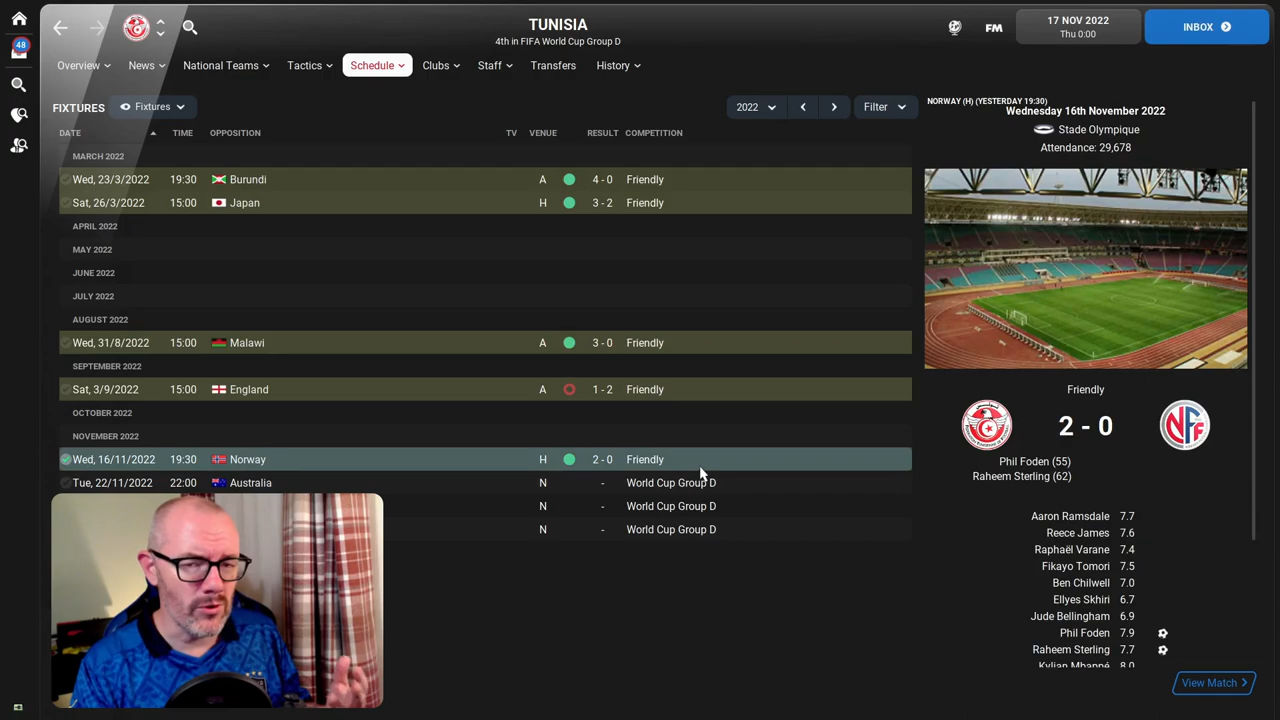 TUNISIA
4th in FIFA World Cup Group D
FM
17 NOV 2022
Thu 0:00
INBOX
48
Overview
News
National Teams
Tactics
Schedule
Clubs
Staff
Transfers
History
FIXTURES
Fixtures
2022
Filter
DATE TIME OPPOSITION TV VENUE RESULT COMPETITION
MARCH 2022
Wed, 23/3/2022 19:30 Burundi A 4 - 0 Friendly
Sat, 26/3/2022 15:00 Japan H 3 - 2 Friendly
APRIL 2022
MAY 2022
JUNE 2022
JULY 2022
AUGUST 2022
Wed, 31/8/2022 15:00 Malawi A 3 - 0 Friendly
SEPTEMBER 2022
Sat, 3/9/2022 15:00 England A 1 - 2 Friendly
OCTOBER 2022
NOVEMBER 2022
Wed, 16/11/2022 19:30 Norway H 2 - 0 Friendly
Tue, 22/11/2022 22:00 Australia N - World Cup Group D
N - World Cup Group D
N - World Cup Group D
NORWAY (H) (YESTERDAY 19:30)
Wednesday 16th November 2022
Stade Olympique
Attendance: 29,678
Friendly
2 - 0
NFF
Phil Foden (55)
Raheem Sterling (62)
Aaron Ramsdale 7.7
Reece James 7.6
Raphaël Varane 7.4
Fikayo Tomori 7.5
Ben Chilwell 7.0
Ellyes Skhiri 6.7
Jude Bellingham 6.9
Phil Foden 7.9
Raheem Sterling 7.7
Kylian Mbappé 8.0
View Match